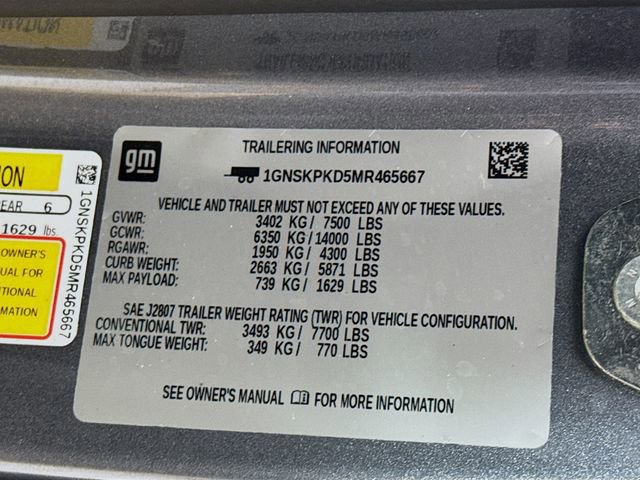 gm
TRAILERING INFORMATION
1GNSKPKD5MR465667
VEHICLE AND TRAILER MUST NOT EXCEED ANY OF THESE VALUES.
GVWR: 3402 KG/ 7500 LBS
GCWR: 6350 KG/ 14000 LBS
RGAWR: 1950 KG/ 4300 LBS
CURB WEIGHT: 2663 KG/ 5871 LBS
MAX PAYLOAD: 739 KG/ 1629 LBS
SAE J2807 TRAILER WEIGHT RATING (TWR) FOR VEHICLE CONFIGURATION.
CONVENTIONAL TWR: 3493 KG/ 7700 LBS
MAX TONGUE WEIGHT: 349 KG/ 770 LBS
SEE OWNER'S MANUAL FOR MORE INFORMATION
ION
EAR 6
1629 lbs
OWNER'S
MANUAL FOR
TIONAL
RMATION
1GNSKPKD5MR465667